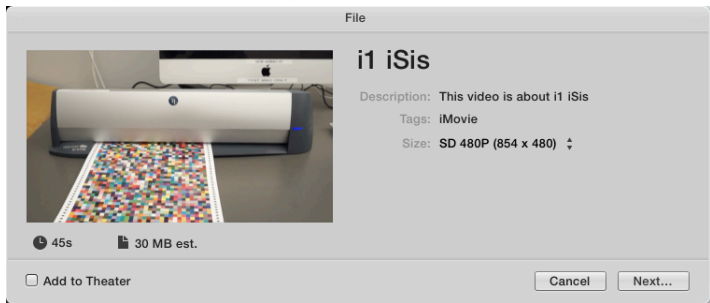 File
i1 iSis
Description: This video is about i1 iSis
Tags: iMovie
Size: SD 480P (854 x 480)
45s
30 MB est.
Add to Theater
Cancel
Next...